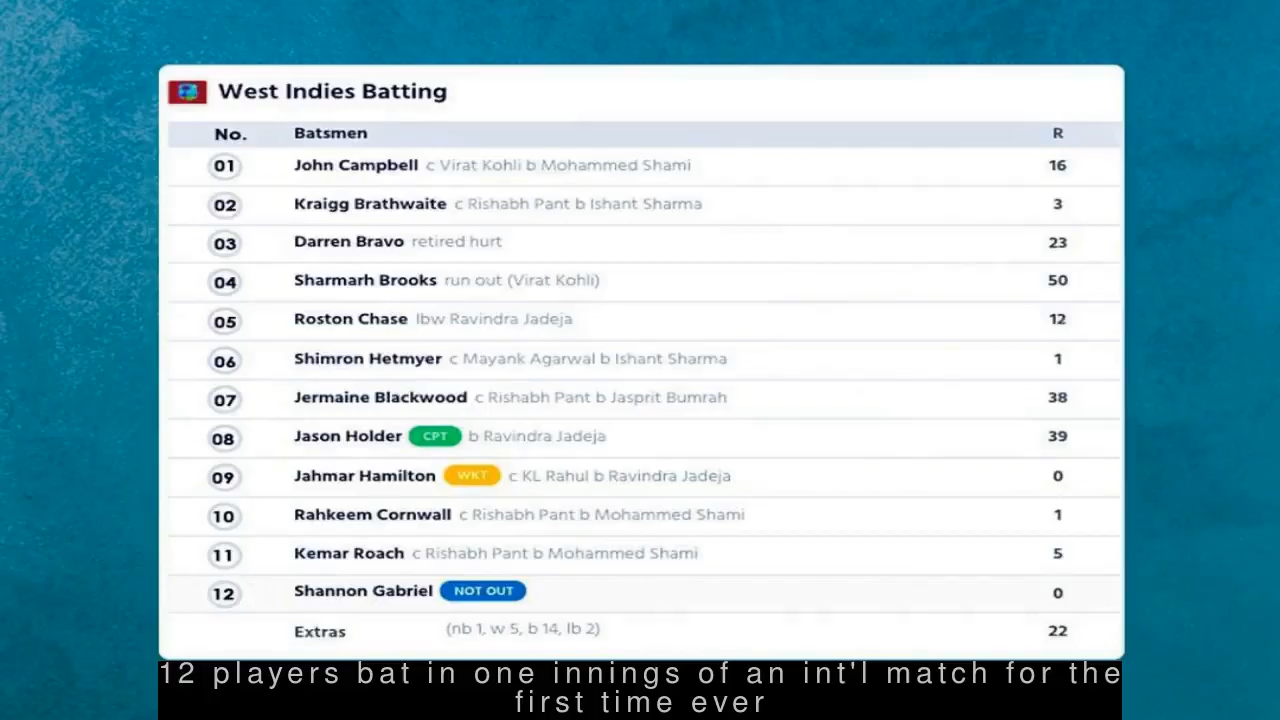 West Indies Batting
No. Batsmen R
01 John Campbell c Virat Kohli b Mohammed Shami 16
02 Kraigg Brathwaite c Rishabh Pant b Ishant Sharma 3
03 Darren Bravo retired hurt 23
04 Sharmarh Brooks run out (Virat Kohli) 50
05 Roston Chase lbw Ravindra Jadeja 12
06 Shimron Hetmyer c Mayank Agarwal b Ishant Sharma 1
07 Jermaine Blackwood c Rishabh Pant b Jasprit Bumrah 38
08 Jason Holder CPT b Ravindra Jadeja 39
09 Jahmar Hamilton WKT c KL Rahul b Ravindra Jadeja 0
10 Rahkeem Cornwall c Rishabh Pant b Mohammed Shami 1
11 Kemar Roach c Rishabh Pant b Mohammed Shami 5
12 Shannon Gabriel NOT OUT 0
Extras (nb 1, w 5, b 14, lb 2) 22
12 players bat in one innings of an int'l match for the
first time ever